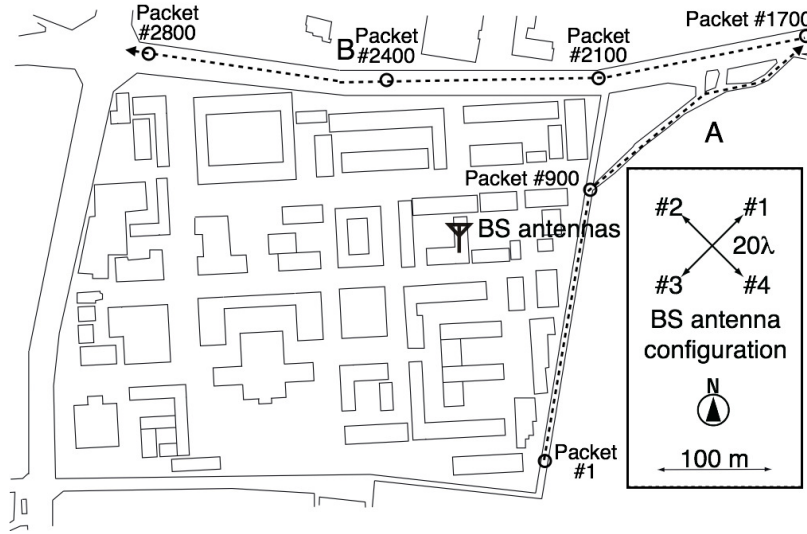 Packet
#2800
B
Packet
#2400
Packet
#2100
Packet #1700
A
Packet #900
BS antennas
#2
#1
20λ
#3
#4
BS antenna
configuration
N
100 m
Packet
#1